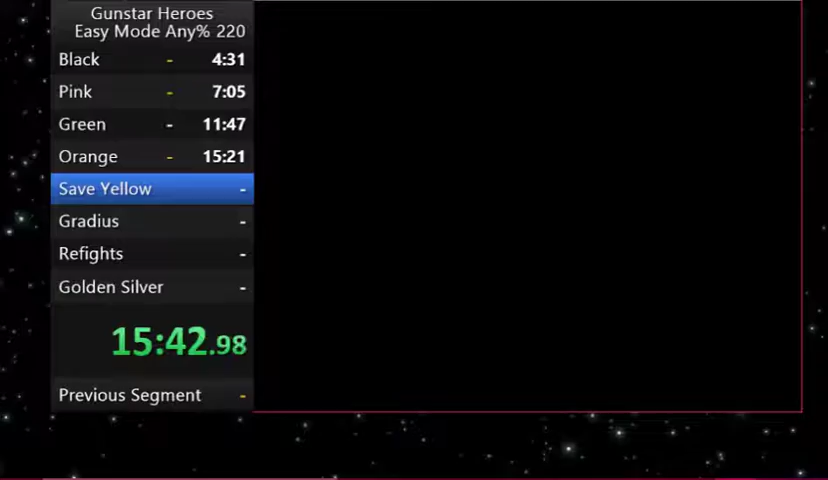 Gunstar Heroes
Easy Mode Any% 220
Black - 4:31
Pink - 7:05
Green - 11:47
Orange - 15:21
Save Yellow -
Gradius -
Refights -
Golden Silver -
15:42.98
Previous Segment -